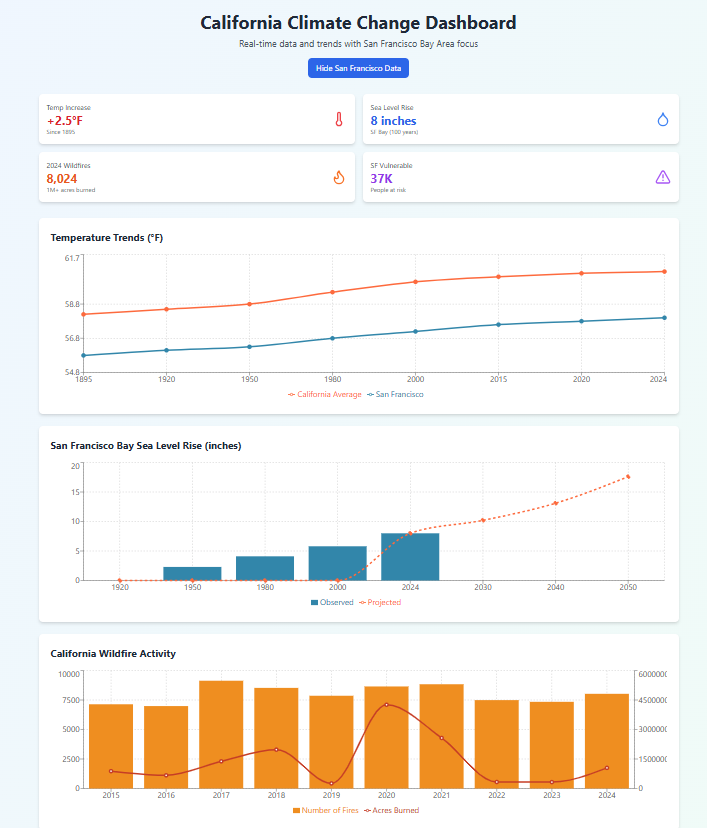 California Climate Change Dashboard
Real-time data and trends with San Francisco Bay Area focus
Hide San Francisco Data
Temp Increase
+2.5°F
Since 1895
Sea Level Rise
8 inches
SF Bay (100 years)
2024 Wildfires
8,024
1M+ acres burned
SF Vulnerable
37K
People at risk
Temperature Trends (°F)
61.7
58.8
56.8
54.8
1895 1920 1950 1980 2000 2015 2020 2024
California Average San Francisco
San Francisco Bay Sea Level Rise (inches)
20
15
10
5
0
1920 1950 1980 2000 2024 2030 2040 2050
Observed Projected
California Wildfire Activity
10000 6000000
7500 4500000
5000 3000000
2500 1500000
0 0
2015 2016 2017 2018 2019 2020 2021 2022 2023 2024
Number of Fires Acres Burned